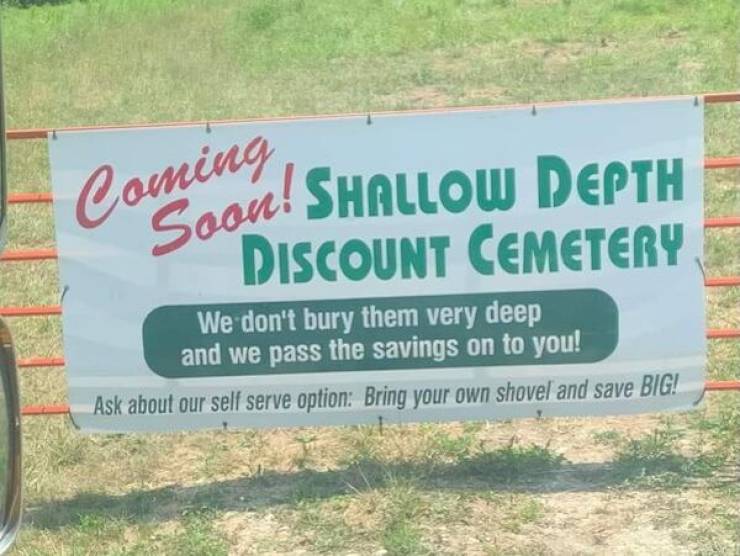 Coming
Soon!
SHALLOW DEPTH
DISCOUNT CEMETERY
We don't bury them very deep
and we pass the savings on to you!
Ask about our self serve option: Bring your own shovel and save BIG!